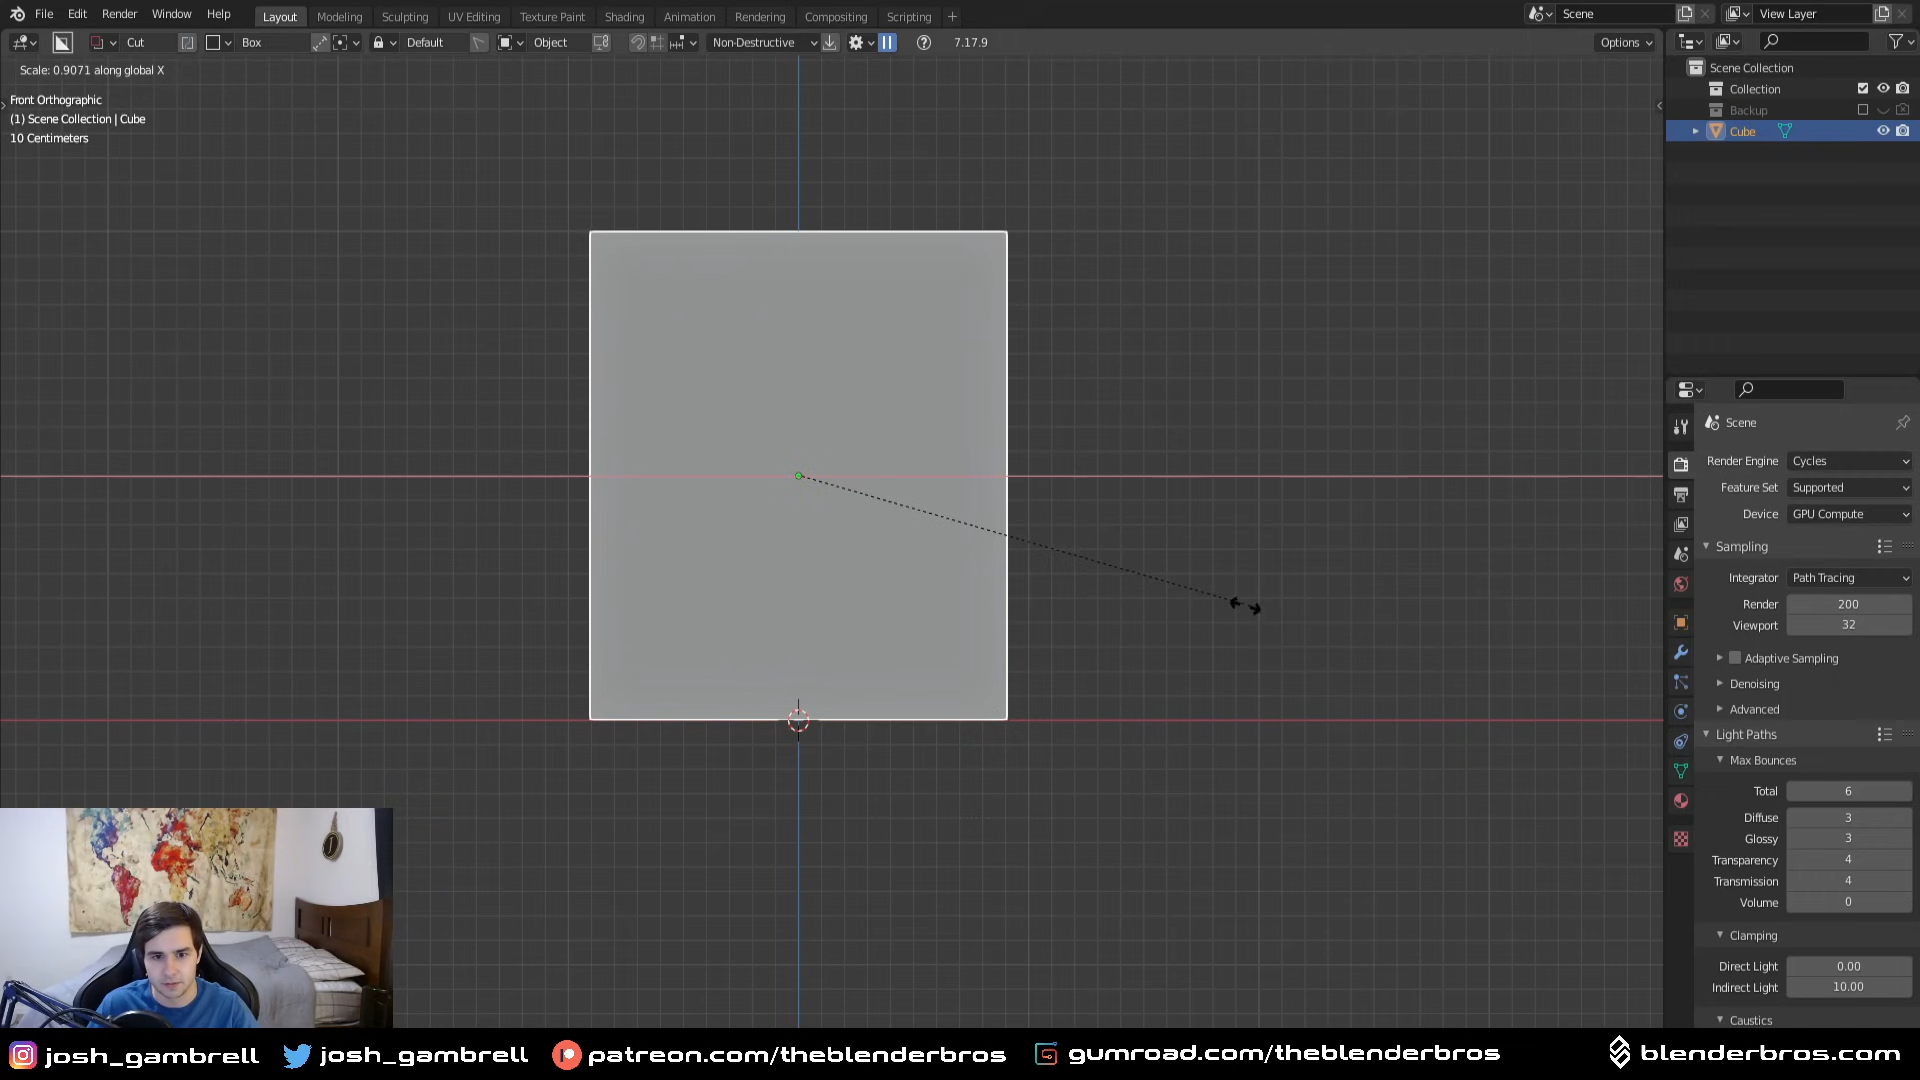 File Edit Render Window Help Layout Modeling Sculpting UV Editing Texture Paint Shading Animation Rendering Compositing Scripting + Scene View Layer
Cut Box Default Object Non-Destructive 7.17.9 Options
Scale: 0.9071 along global X
Front Orthographic
(1) Scene Collection | Cube
10 Centimeters
Scene Collection
Collection
Backup
Cube
Scene
Render Engine Cycles
Feature Set Supported
Device GPU Compute
Sampling
Integrator Path Tracing
Render 200
Viewport 32
Adaptive Sampling
Denoising
Advanced
Light Paths
Max Bounces
Total 6
Diffuse 3
Glossy 3
Transparency 4
Transmission 4
Volume 0
Clamping
Direct Light 0.00
Indirect Light 10.00
Caustics
josh_gambrell josh_gambrell patreon.com/theblenderbros gumroad.com/theblenderbros blenderbros.com